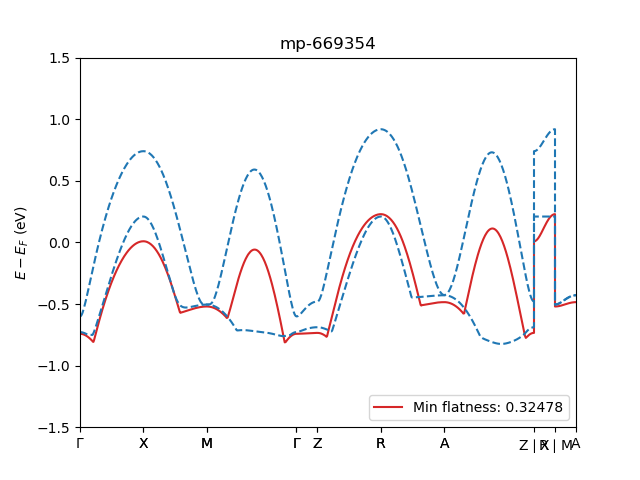 mp-669354
E − E_F (eV)
1.5
1.0
0.5
0.0
−0.5
−1.0
−1.5
Min flatness: 0.32478
Γ X M Γ Z R A Z | X R | M A